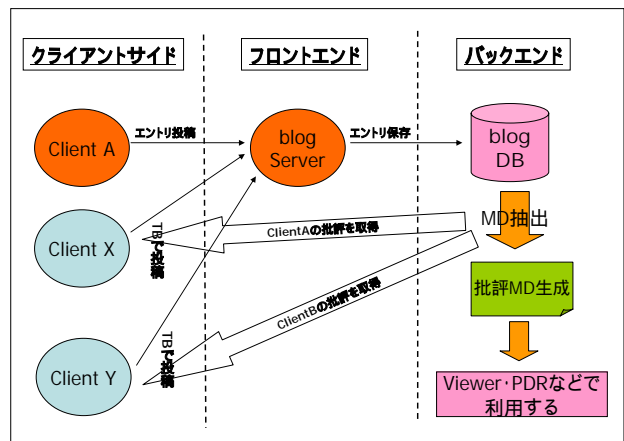 クライアントサイド
フロントエンド
バックエンド
Client A
エントリ投稿
blog
Server
エントリ保存
blog
DB
MD抽出
Client X
TBで投稿
ClientAの批評を取得
批評MD生成
ClientBの批評を取得
Client Y
TBで投稿
Viewer・PDRなどで
利用する